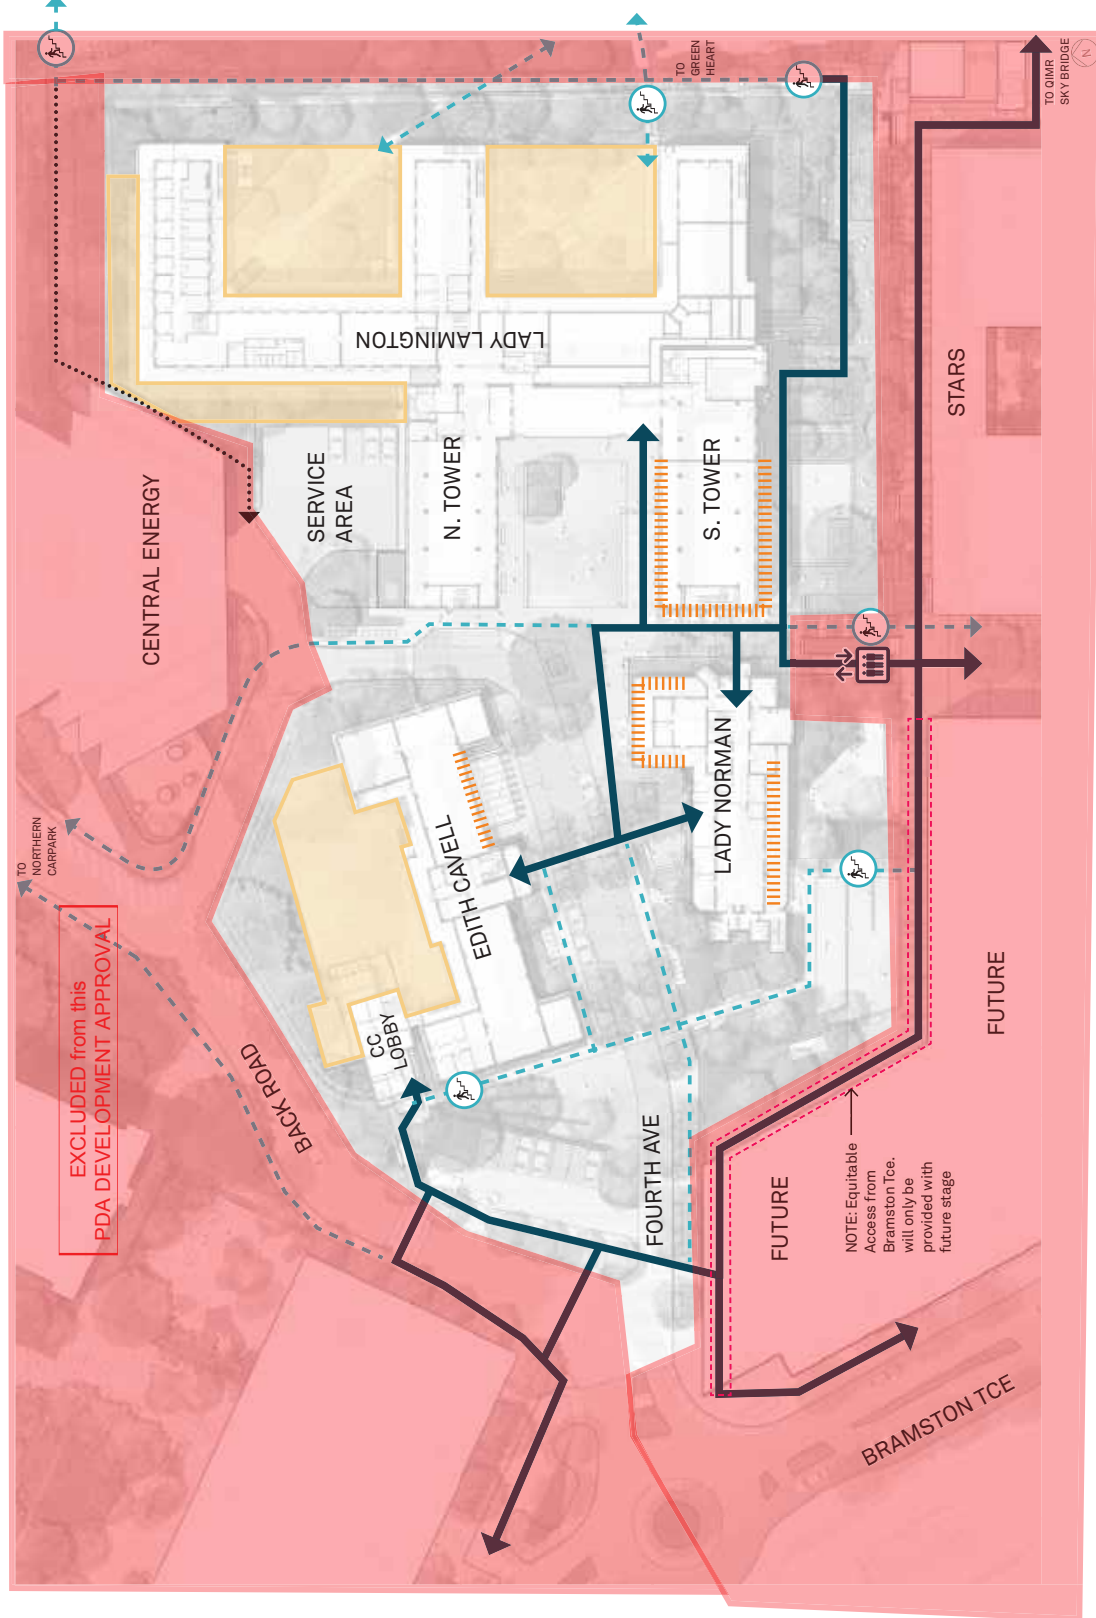 TO
GREEN
HEART
TO QIMR
SKY BRIDGE
N
LADY LAMINGTON
STARS
CENTRAL ENERGY
SERVICE
AREA
N. TOWER
S. TOWER
TO
NORTHERN
CARPARK
EDITH CAVELL
LADY NORMAN
EXCLUDED from this
PDA DEVELOPMENT APPROVAL
CC
LOBBY
BACK ROAD
FUTURE
FOURTH AVE
FUTURE
NOTE: Equitable
Access from
Bramston Tce.
will only be
provided with
future stage
BRAMSTON TCE